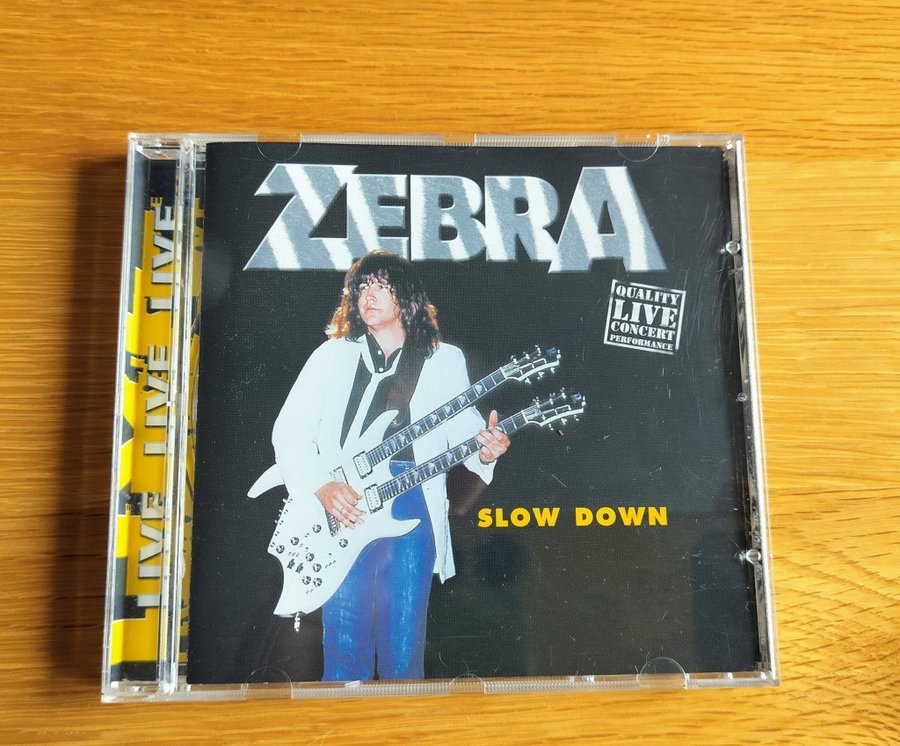 ZEBRA
QUALITY
LIVE
CONCERT
PERFORMANCE
SLOW DOWN
LIVE LIVE LIVE